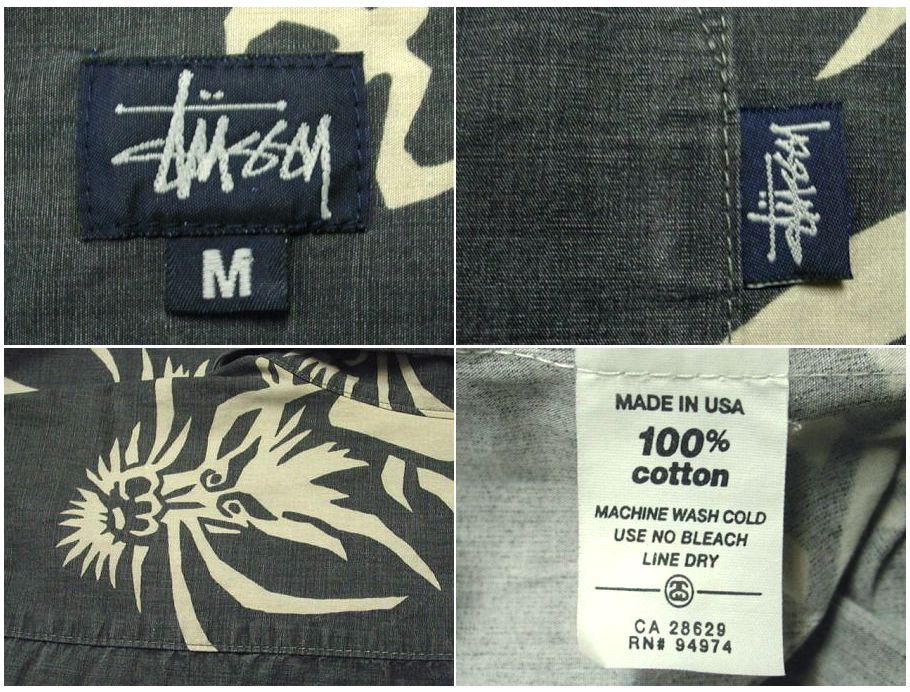 stüssy
M
stüssy
MADE IN USA
100%
cotton
MACHINE WASH COLD
USE NO BLEACH
LINE DRY
CA 28629
RN# 94974